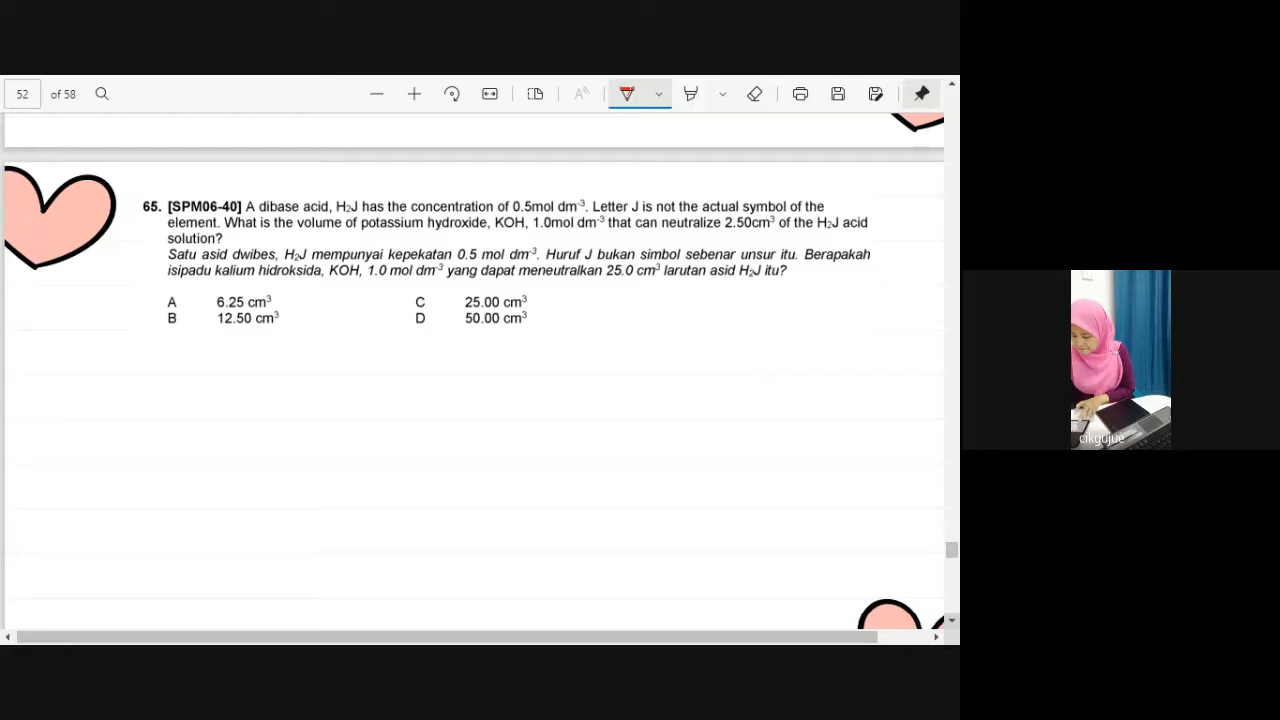 52 of 58
65. [SPM06-40] A dibase acid, H₂J has the concentration of 0.5mol dm⁻³. Letter J is not the actual symbol of the
element. What is the volume of potassium hydroxide, KOH, 1.0mol dm⁻³ that can neutralize 2.50cm³ of the H₂J acid
solution?
Satu asid dwibes, H₂J mempunyai kepekatan 0.5 mol dm⁻³. Huruf J bukan simbol sebenar unsur itu. Berapakah
isipadu kalium hidroksida, KOH, 1.0 mol dm⁻³ yang dapat meneutralkan 25.0 cm³ larutan asid H₂J itu?
A 6.25 cm³ C 25.00 cm³
B 12.50 cm³ D 50.00 cm³
cikgujue